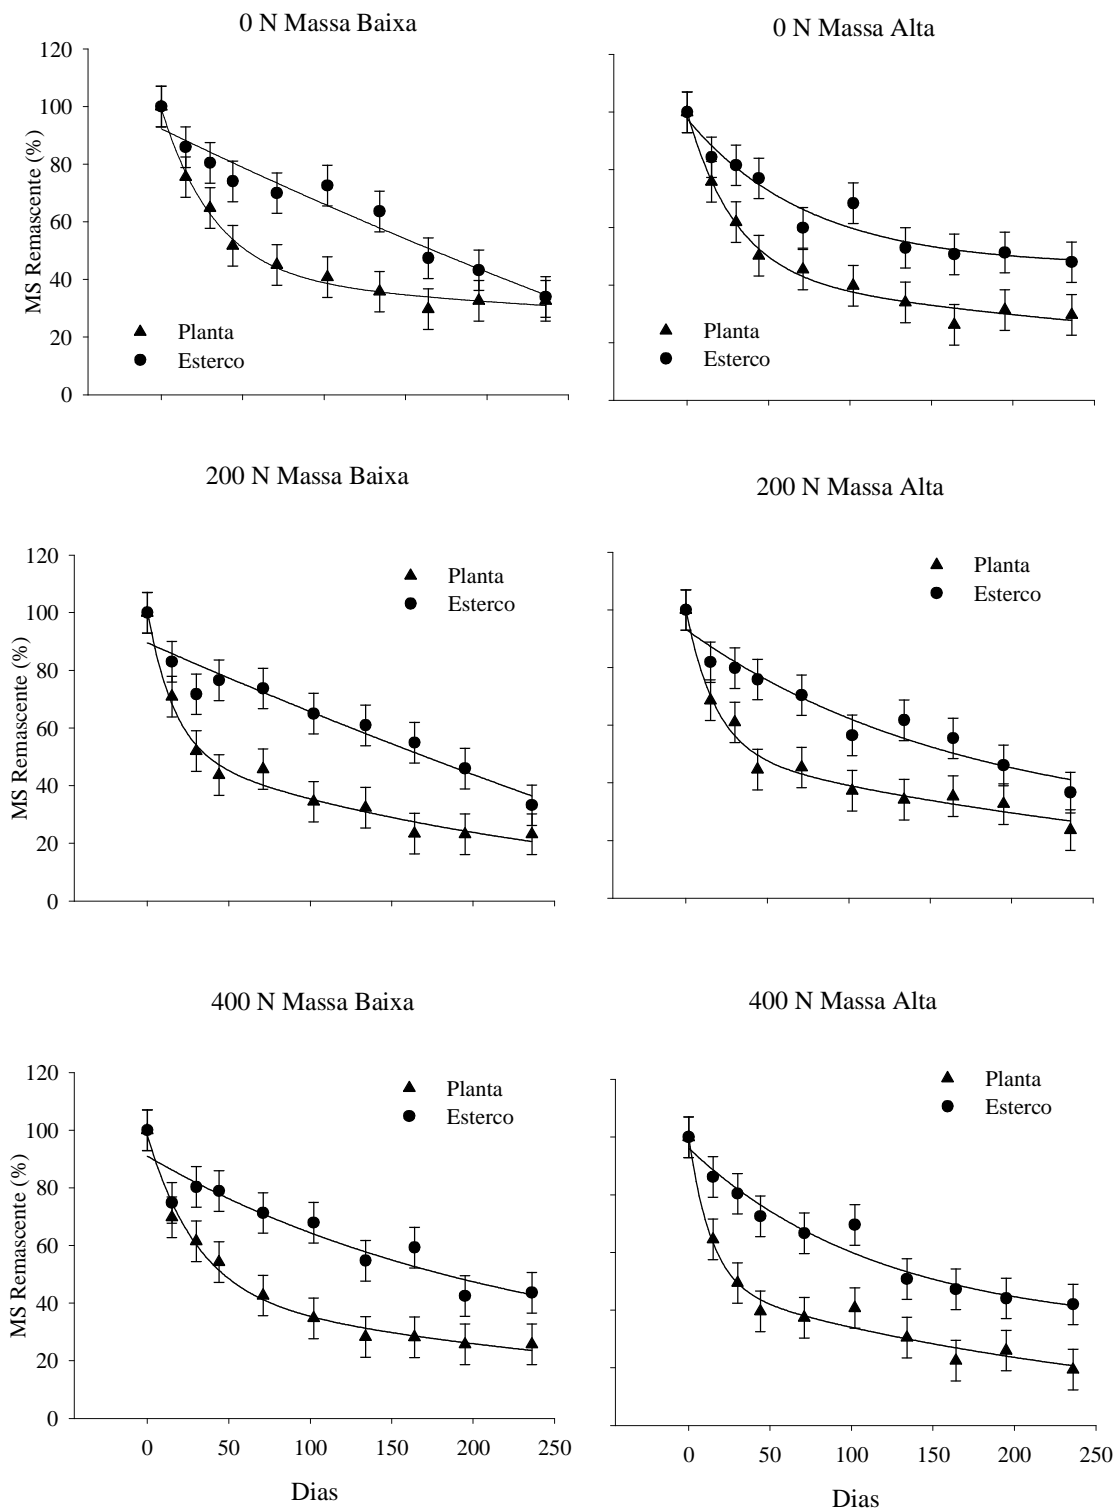 0 N Massa Baixa
0 N Massa Alta
120
100
80
60
40
20
0
MS Remascente (%)
Planta
Esterco
Planta
Esterco
200 N Massa Baixa
200 N Massa Alta
120
100
80
60
40
20
0
MS Remascente (%)
Planta
Esterco
Planta
Esterco
400 N Massa Baixa
400 N Massa Alta
120
100
80
60
40
20
0
MS Remascente (%)
Planta
Esterco
Planta
Esterco
0 50 100 150 200 250
0 50 100 150 200 250
Dias
Dias